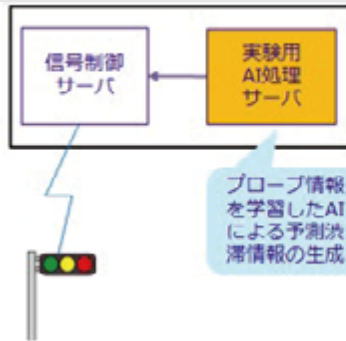 信号制御
サーバ
実験用
AI処理
サーバ
プローブ情報
を学習したAI
による予測渋
滞情報の生成